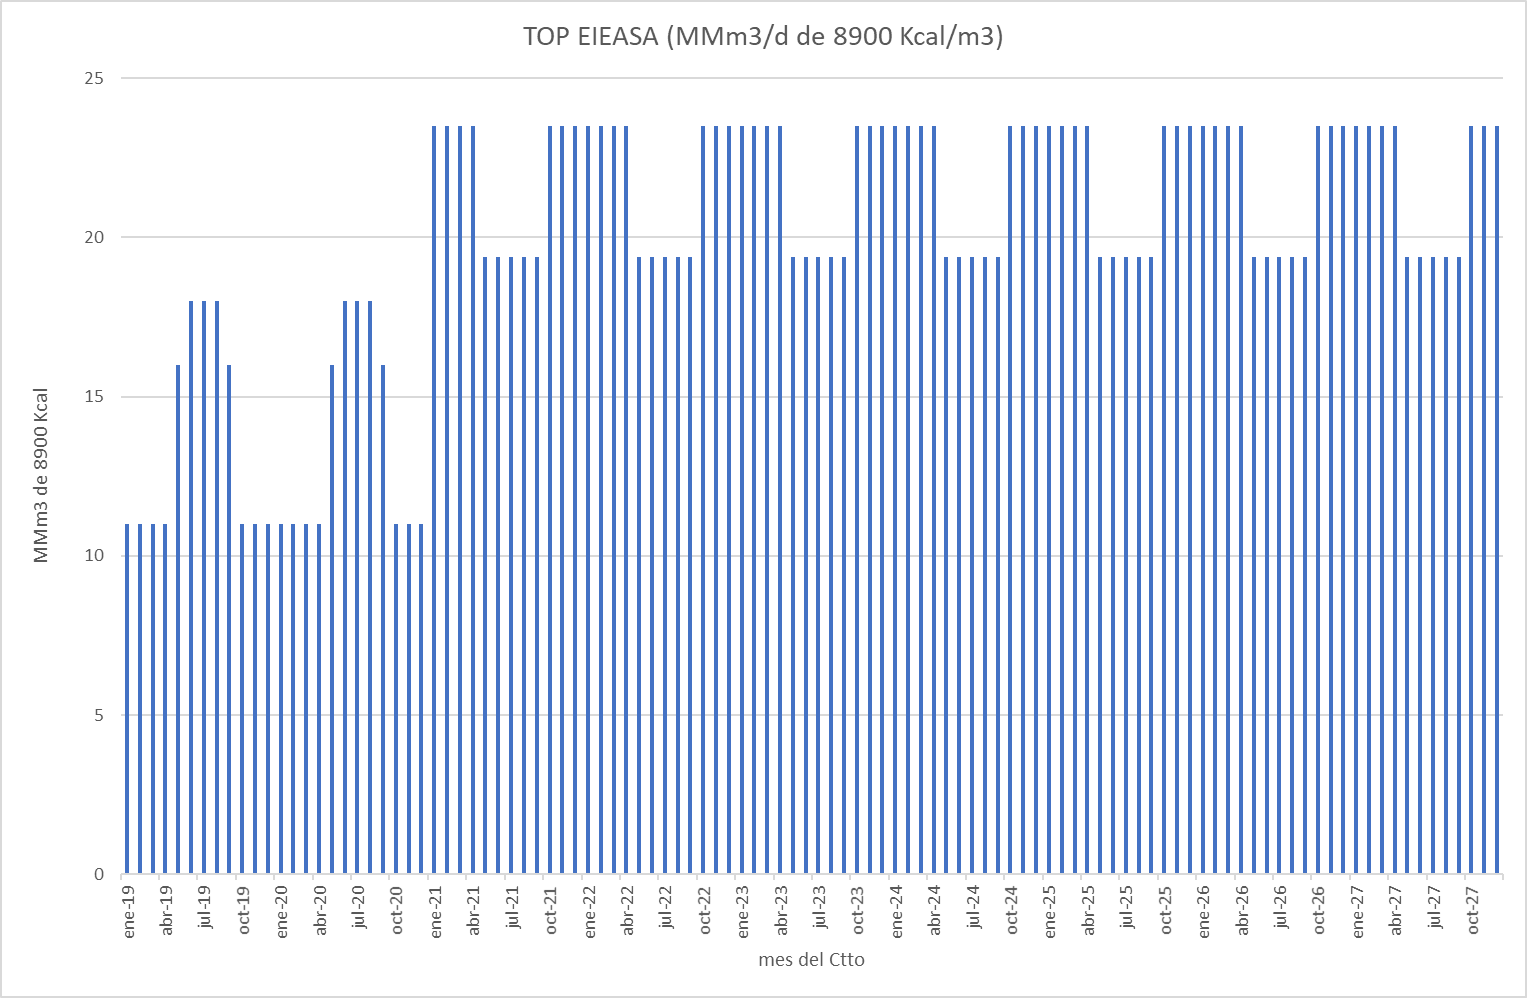 TOP EIEASA (MMm3/d de 8900 Kcal/m3)
25
20
15
10
5
0
MMm3 de 8900 Kcal
ene-19
abr-19
jul-19
oct-19
ene-20
abr-20
jul-20
oct-20
ene-21
abr-21
jul-21
oct-21
ene-22
abr-22
jul-22
oct-22
ene-23
abr-23
jul-23
oct-23
ene-24
abr-24
jul-24
oct-24
ene-25
abr-25
jul-25
oct-25
ene-26
abr-26
jul-26
oct-26
ene-27
abr-27
jul-27
oct-27
mes del Ctto